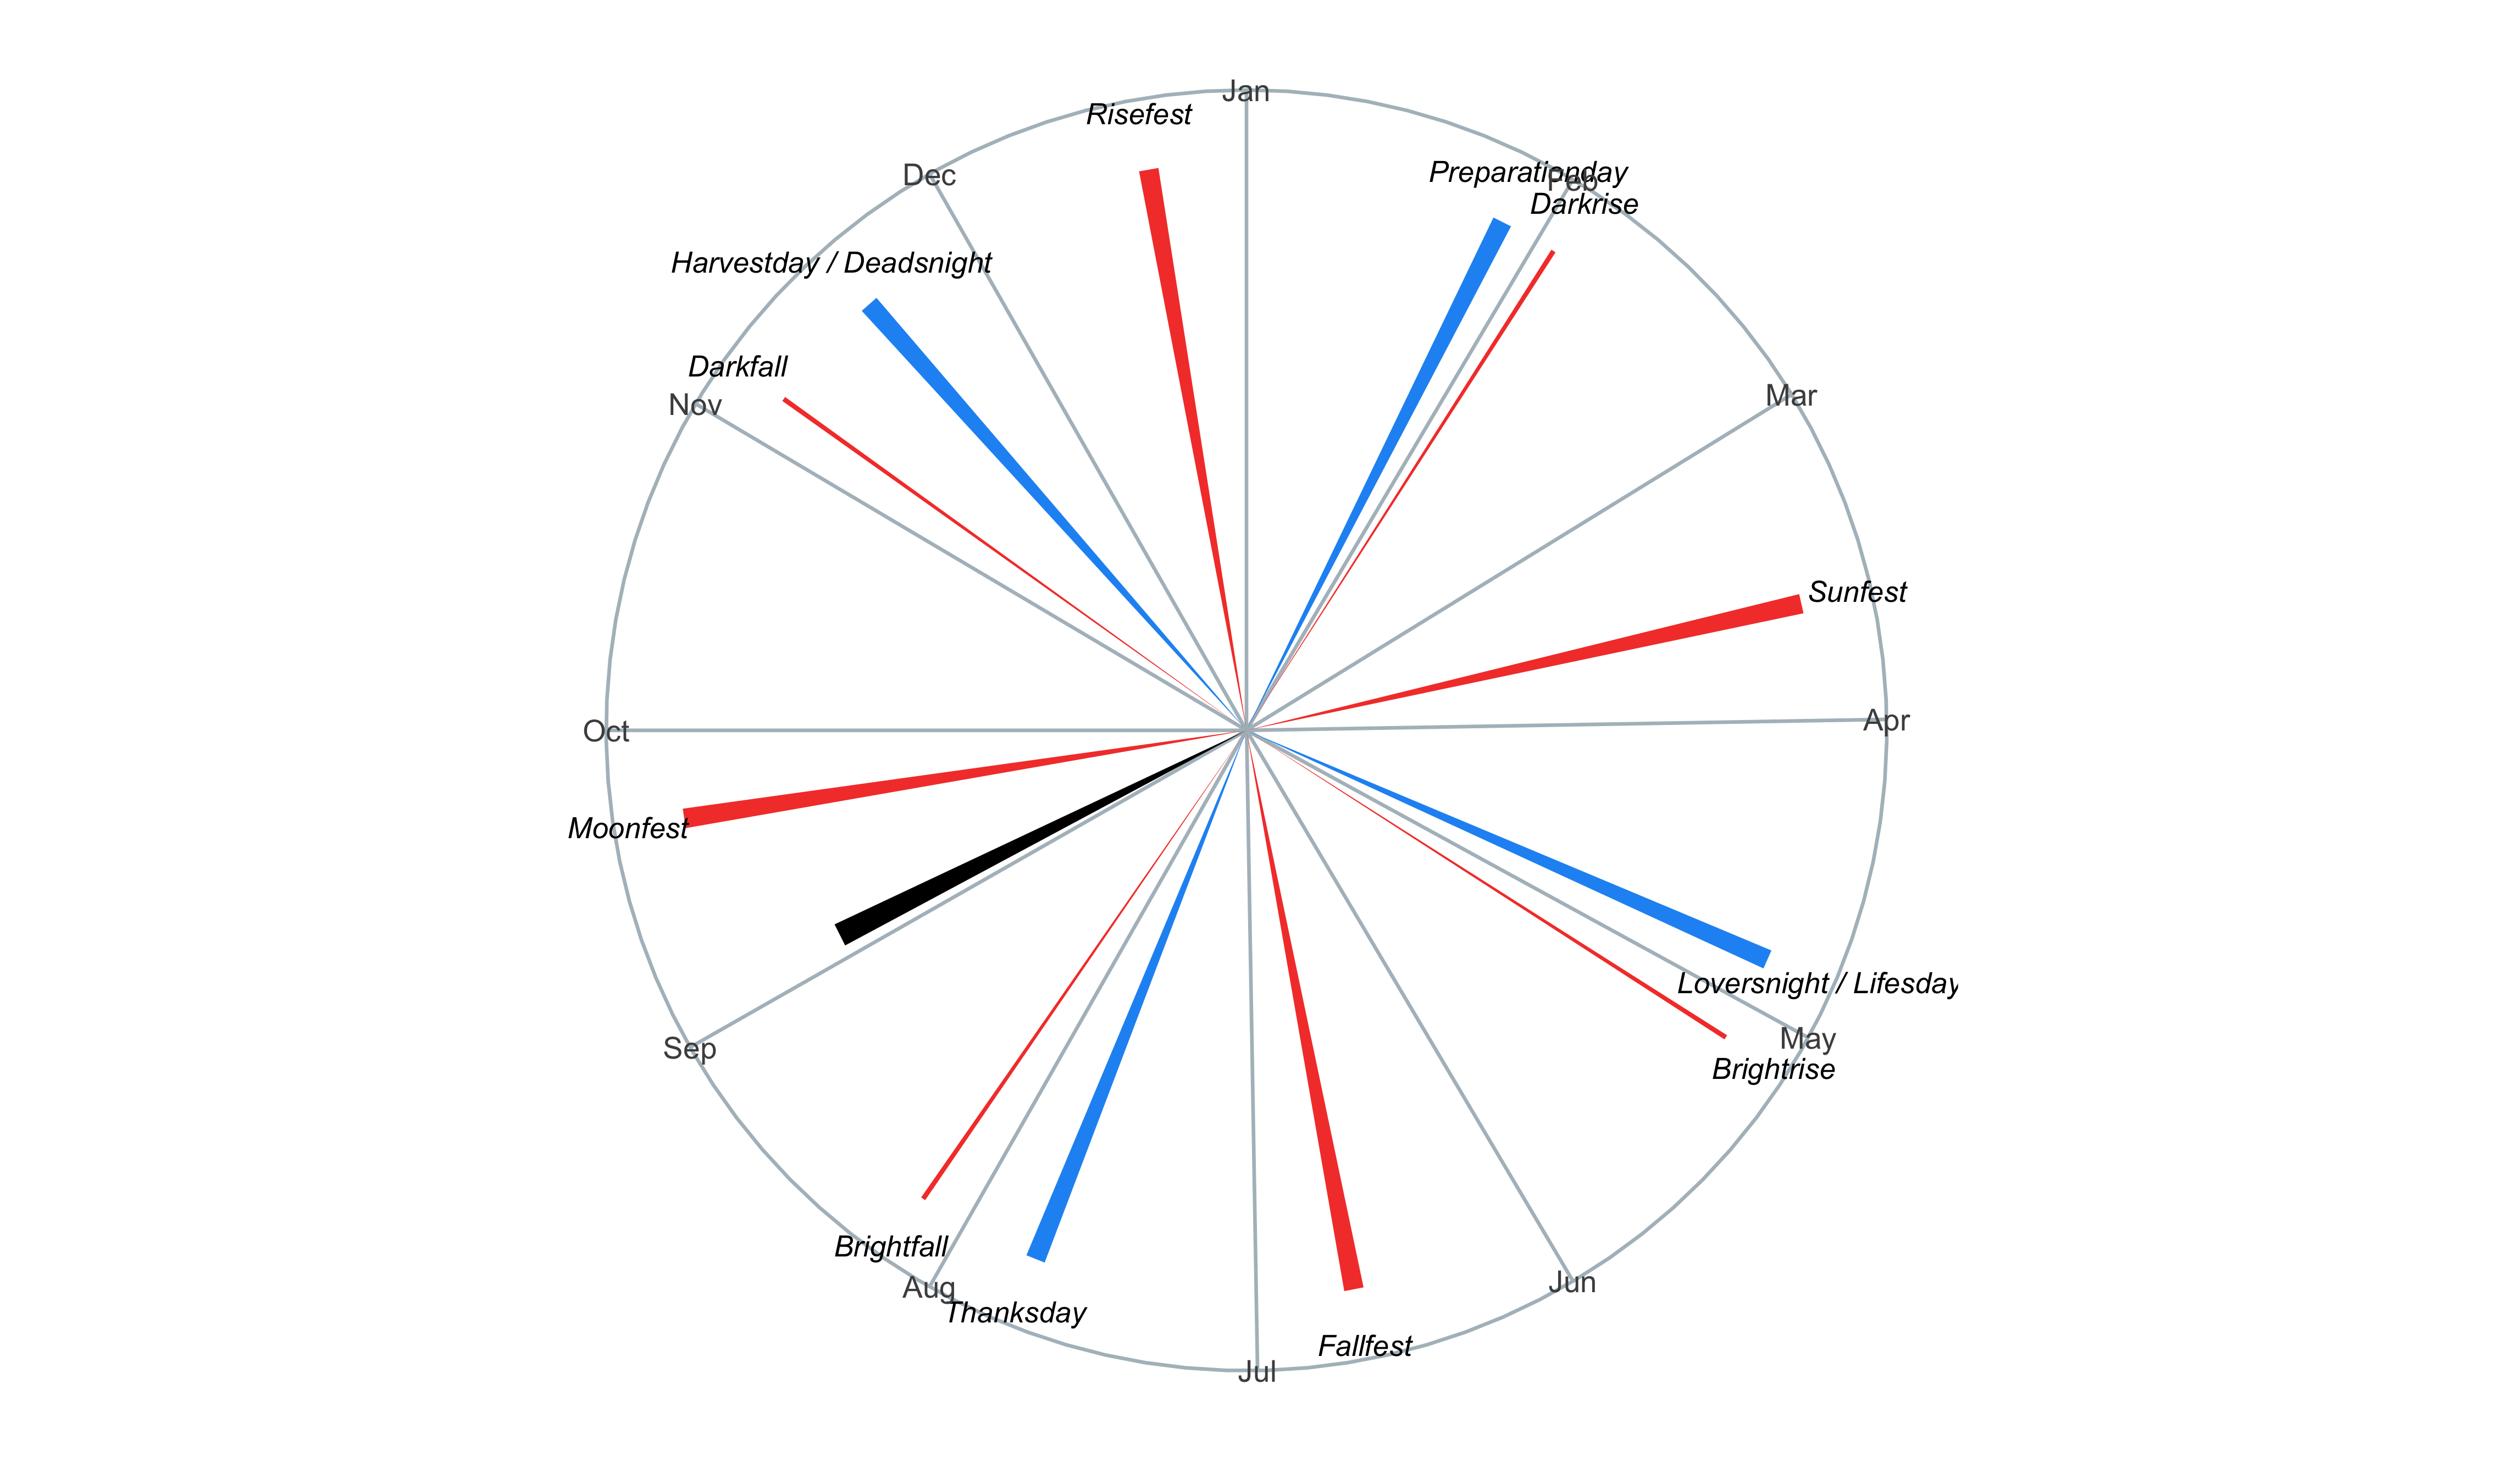 Jan
Risefest
Preparationday
Feb
Dec
Darkrise
Harvestday / Deadsnight
Darkfall
Mar
Nov
Sunfest
Apr
Oct
Moonfest
Loversnight / Lifesday
May
Sep
Brightrise
Brightfall
Jun
Aug
Thanksday
Fallfest
Jul